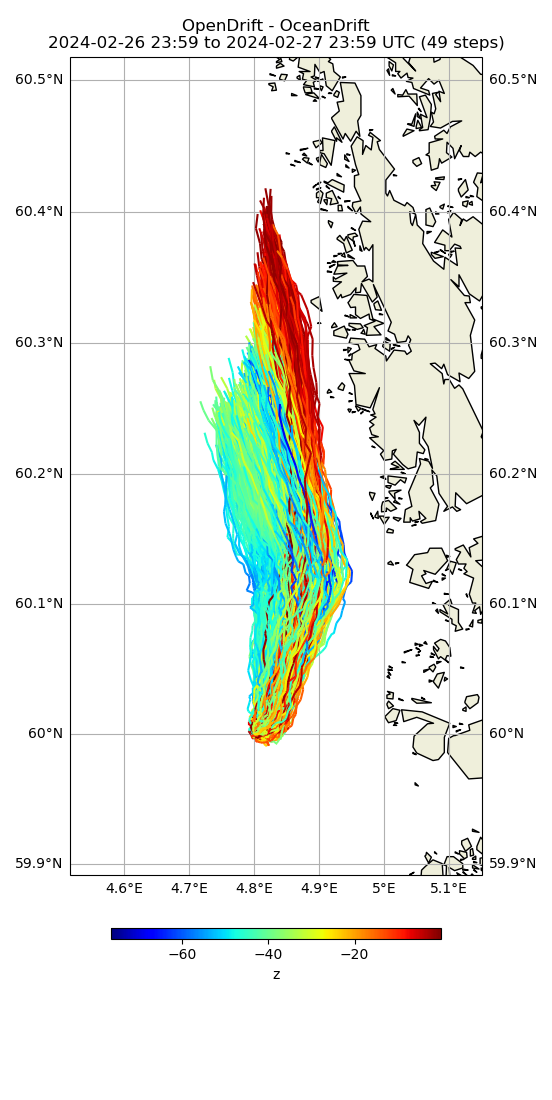 OpenDrift - OceanDrift
2024-02-26 23:59 to 2024-02-27 23:59 UTC (49 steps)
60.5°N 60.5°N
60.4°N 60.4°N
60.3°N 60.3°N
60.2°N 60.2°N
60.1°N 60.1°N
60°N 60°N
59.9°N 59.9°N
4.6°E 4.7°E 4.8°E 4.9°E 5°E 5.1°E
−60 −40 −20
z